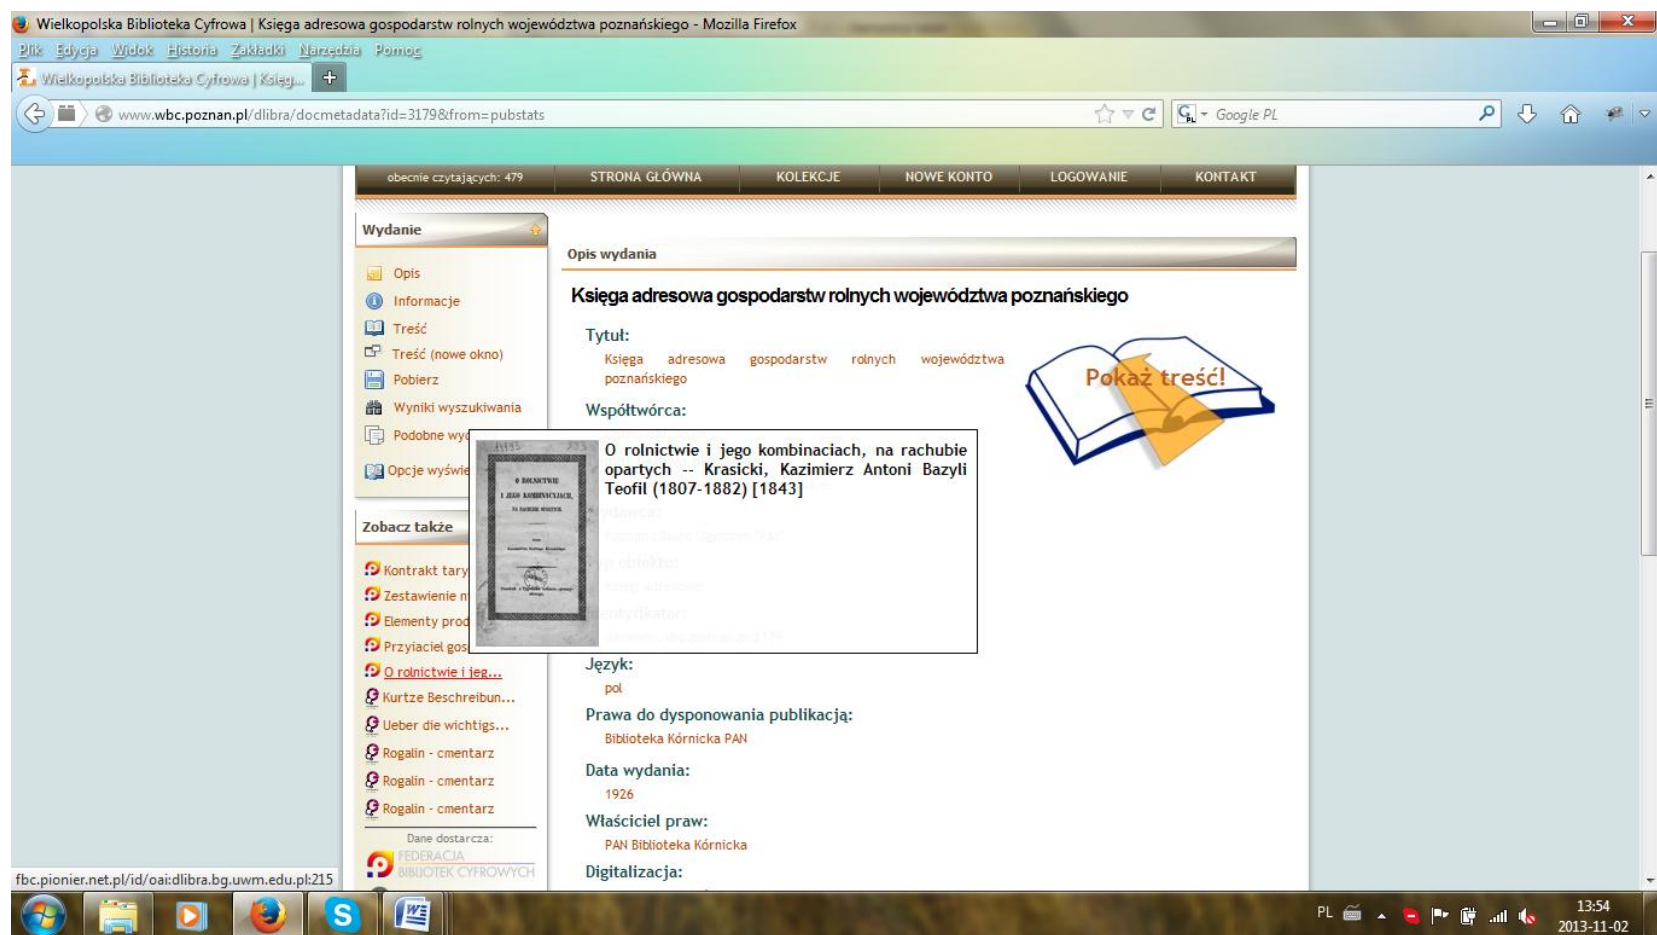 Wielkopolska Biblioteka Cyfrowa | Księga adresowa gospodarstw rolnych województwa poznańskiego - Mozilla Firefox
Plik Edycja Widok Historia Zakładki Narzędzia Pomoc
Wielkopolska Biblioteka Cyfrowa | Księg...
www.wbc.poznan.pl/dlibra/docmetadata?id=3179&from=pubstats
Google PL
obecnie czytających: 479 STRONA GŁÓWNA KOLEKCJE NOWE KONTO LOGOWANIE KONTAKT
Wydanie
Opis
Informacje
Treść
Treść (nowe okno)
Pobierz
Wyniki wyszukiwania
Podobne wyd
Opcje wyświe
Zobacz także
Kontrakt tary
Zestawienie n
Elementy prod
Przyiaciel gos
O rolnictwie i jeg...
Kurtze Beschreibun...
Ueber die wichtigs...
Rogalin - cmentarz
Rogalin - cmentarz
Rogalin - cmentarz
Dane dostarcza:
FEDERACJA
BIBLIOTEK CYFROWYCH
Opis wydania
Księga adresowa gospodarstw rolnych województwa poznańskiego
Tytuł:
Księga adresowa gospodarstw rolnych województwa
poznańskiego
Pokaż treść!
Współtwórca:
O ROLNICTWIE
I JEGO KOMBINACYJACH,
NA RACHUBIE OPARTYCH
O rolnictwie i jego kombinaciach, na rachubie
opartych -- Krasicki, Kazimierz Antoni Bazyli
Teofil (1807-1882) [1843]
Język:
pol
Prawa do dysponowania publikacją:
Biblioteka Kórnicka PAN
Data wydania:
1926
Właściciel praw:
PAN Biblioteka Kórnicka
Digitalizacja:
fbc.pionier.net.pl/id/oai:dlibra.bg.uwm.edu.pl:215
PL
13:54
2013-11-02